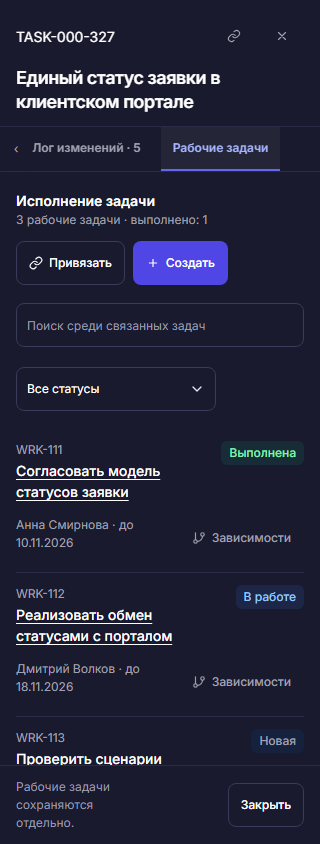 TASK-000-327
Единый статус заявки в
клиентском портале
‹ Лог изменений · 5 Рабочие задачи
Исполнение задачи
3 рабочие задачи · выполнено: 1
Привязать + Создать
Поиск среди связанных задач
Все статусы
WRK-111 Выполнена
Согласовать модель
статусов заявки
Анна Смирнова · до
10.11.2026
Зависимости
WRK-112 В работе
Реализовать обмен
статусами с порталом
Дмитрий Волков · до
18.11.2026
Зависимости
WRK-113 Новая
Проверить сценарии
Рабочие задачи
сохраняются
отдельно.
Закрыть